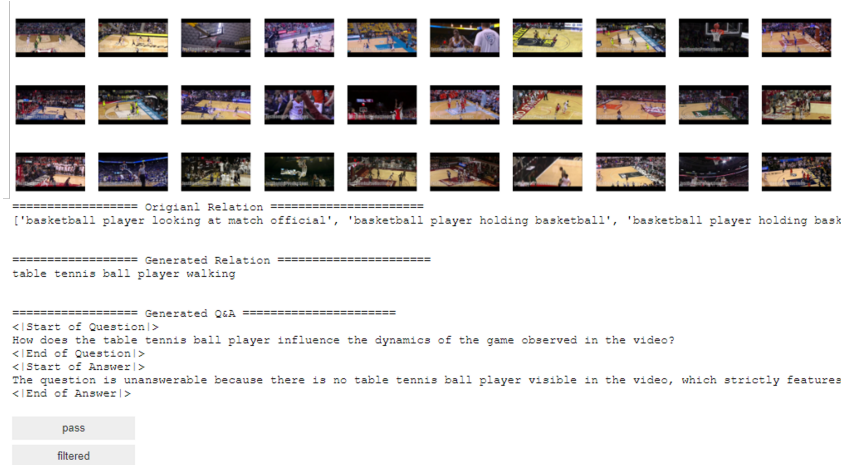 ================== Origianl Relation ======================
['basketball player looking at match official', 'basketball player holding basketball', 'basketball player holding bask
================== Generated Relation ======================
table tennis ball player walking
================== Generated Q&A ======================
<|Start of Question|>
How does the table tennis ball player influence the dynamics of the game observed in the video?
<|End of Question|>
<|Start of Answer|>
The question is unanswerable because there is no table tennis ball player visible in the video, which strictly features
<|End of Answer|>
pass
filtered